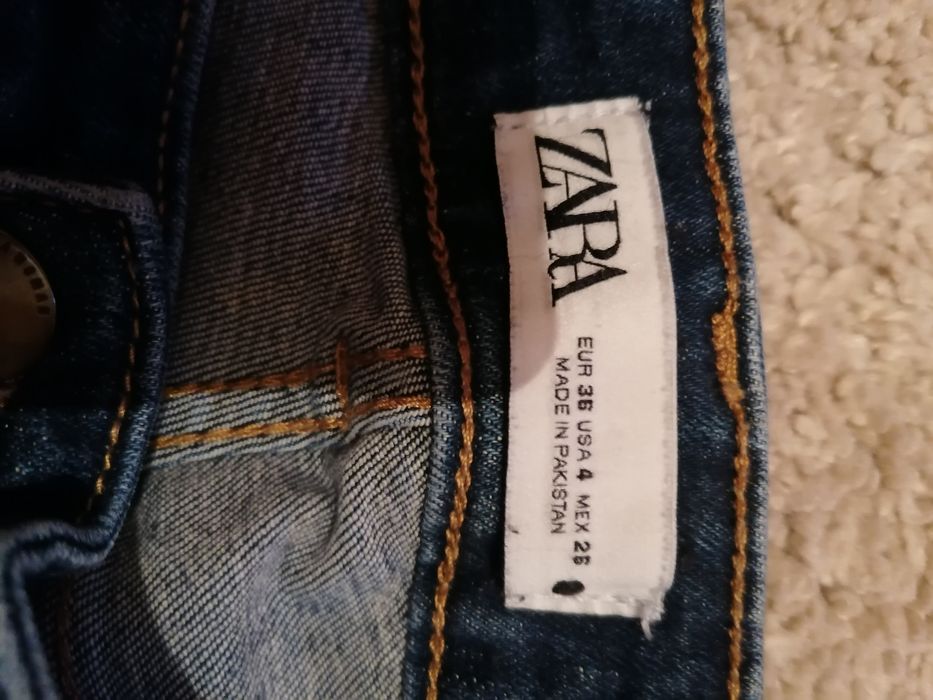 ZARA
EUR 36 USA 4 MEX 26
MADE IN PAKISTAN